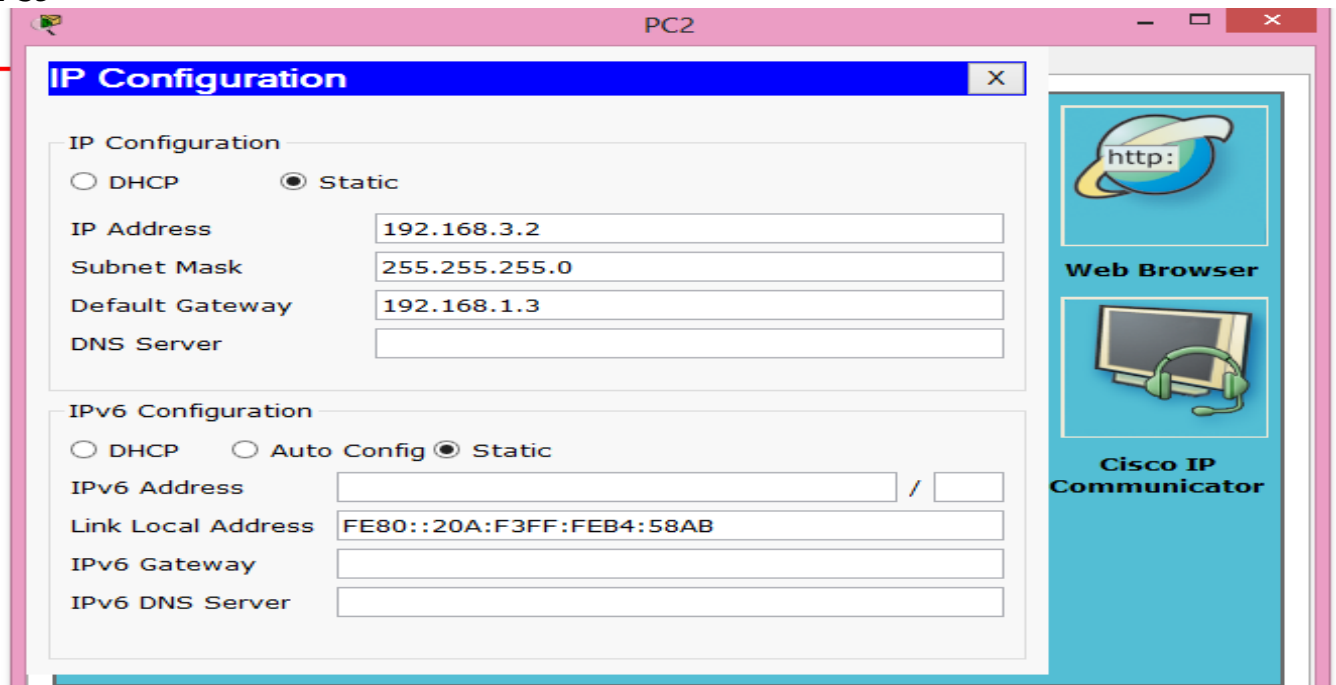 PC2
IP Configuration X
IP Configuration
DHCP Static
IP Address 192.168.3.2
Subnet Mask 255.255.255.0
Default Gateway 192.168.1.3
DNS Server
IPv6 Configuration
DHCP Auto Config Static
IPv6 Address /
Link Local Address FE80::20A:F3FF:FEB4:58AB
IPv6 Gateway
IPv6 DNS Server
http:
Web Browser
Cisco IP
Communicator